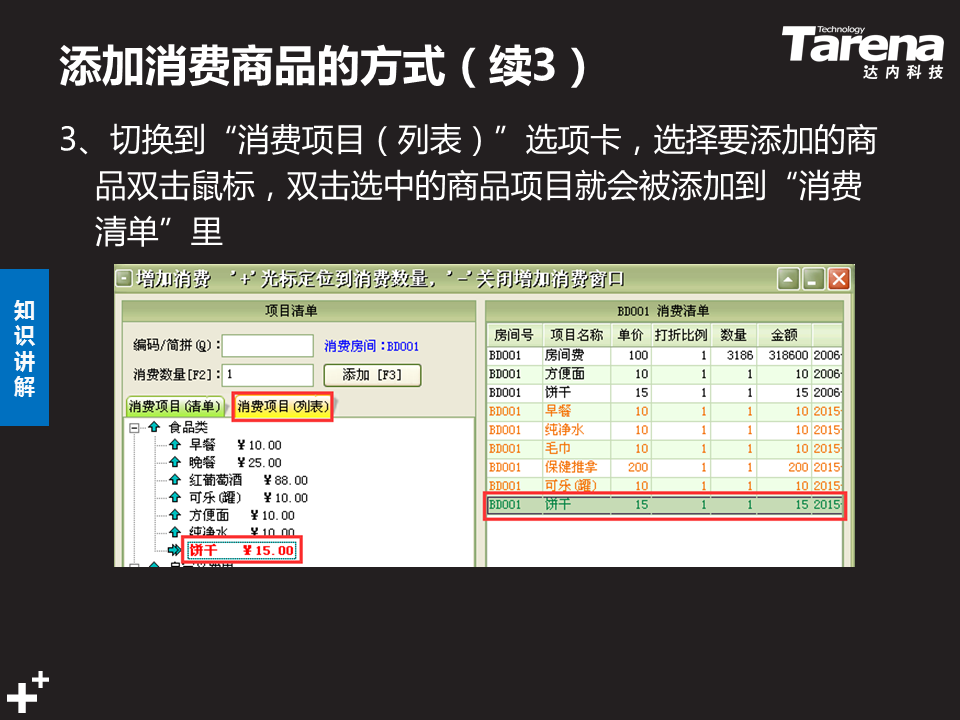 添加消费商品的方式（续3）
Technology
Tarena
达内科技
3、切换到“消费项目（列表）”选项卡，选择要添加的商
品双击鼠标，双击选中的商品项目就会被添加到“消费
清单”里
知识讲解
增加消费 '+'光标定位到消费数量, '-'关闭增加消费窗口
项目清单
编码/简拼(Q):
消费房间:BD001
消费数量[F2]: 1
添加 [F3]
消费项目(清单) 消费项目(列表)
食品类
早餐 ￥10.00
晚餐 ￥25.00
红葡萄酒 ￥88.00
可乐(罐) ￥10.00
方便面 ￥10.00
纯净水 ￥10.00
饼干 ￥15.00
BD001 消费清单
房间号 项目名称 单价 打折比例 数量 金额
BD001 房间费 100 1 3186 318600 2006-
BD001 方便面 10 1 1 10 2006-
BD001 饼干 15 1 1 15 2006-
BD001 早餐 10 1 1 10 2015-
BD001 纯净水 10 1 1 10 2015-
BD001 毛巾 10 1 1 10 2015-
BD001 保健推拿 200 1 1 200 2015-
BD001 可乐(罐) 10 1 1 10 2015-
BD001 饼干 15 1 1 15 2015-